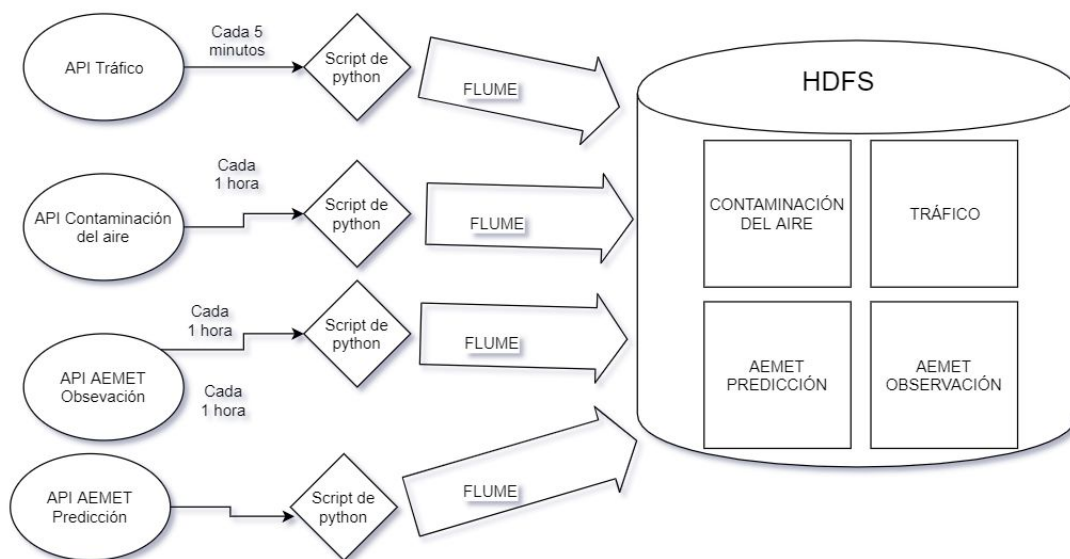 Cada 5
minutos
API Tráfico
Script de
python
FLUME
HDFS
Cada
1 hora
API Contaminación
del aire
Script de
python
FLUME
CONTAMINACIÓN
DEL AIRE
TRÁFICO
Cada
1 hora
Script de
python
FLUME
API AEMET
Obsevación
Cada
1 hora
AEMET
PREDICCIÓN
AEMET
OBSERVACIÓN
API AEMET
Predicción
Script de
python
FLUME